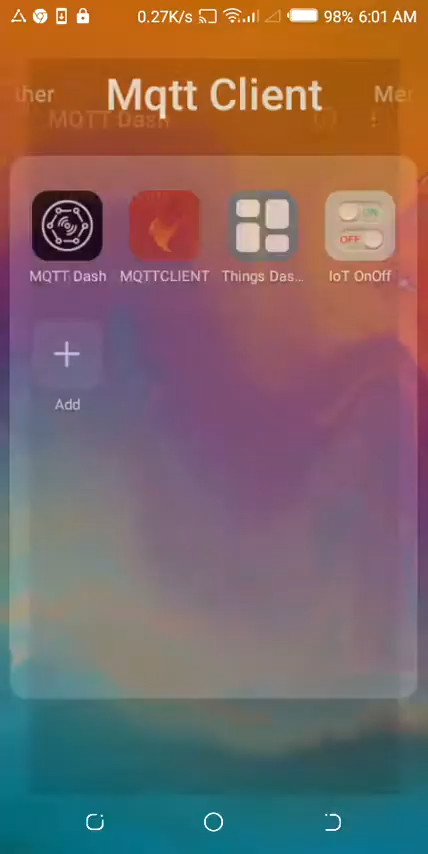 0.27K/s 98% 6:01 AM
her Mqtt Client Me
MQTT Dash
MQTT Dash MQTTCLIENT Things Das... IoT OnOff
ON
OFF
Add